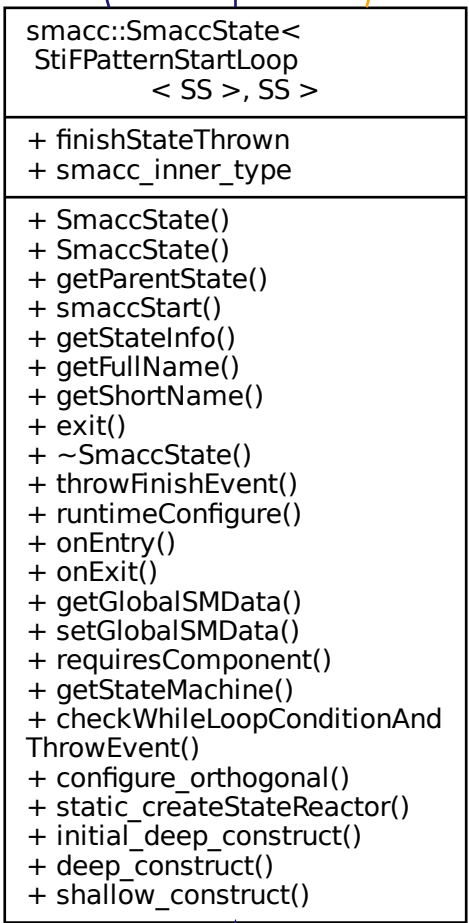 smacc::SmaccState<
StiFPatternStartLoop
< SS >, SS >
+ finishStateThrown
+ smacc_inner_type
+ SmaccState()
+ SmaccState()
+ getParentState()
+ smaccStart()
+ getStateInfo()
+ getFullName()
+ getShortName()
+ exit()
+ ~SmaccState()
+ throwFinishEvent()
+ runtimeConfigure()
+ onEntry()
+ onExit()
+ getGlobalSMData()
+ setGlobalSMData()
+ requiresComponent()
+ getStateMachine()
+ checkWhileLoopConditionAnd
ThrowEvent()
+ configure_orthogonal()
+ static_createStateReactor()
+ initial_deep_construct()
+ deep_construct()
+ shallow_construct()